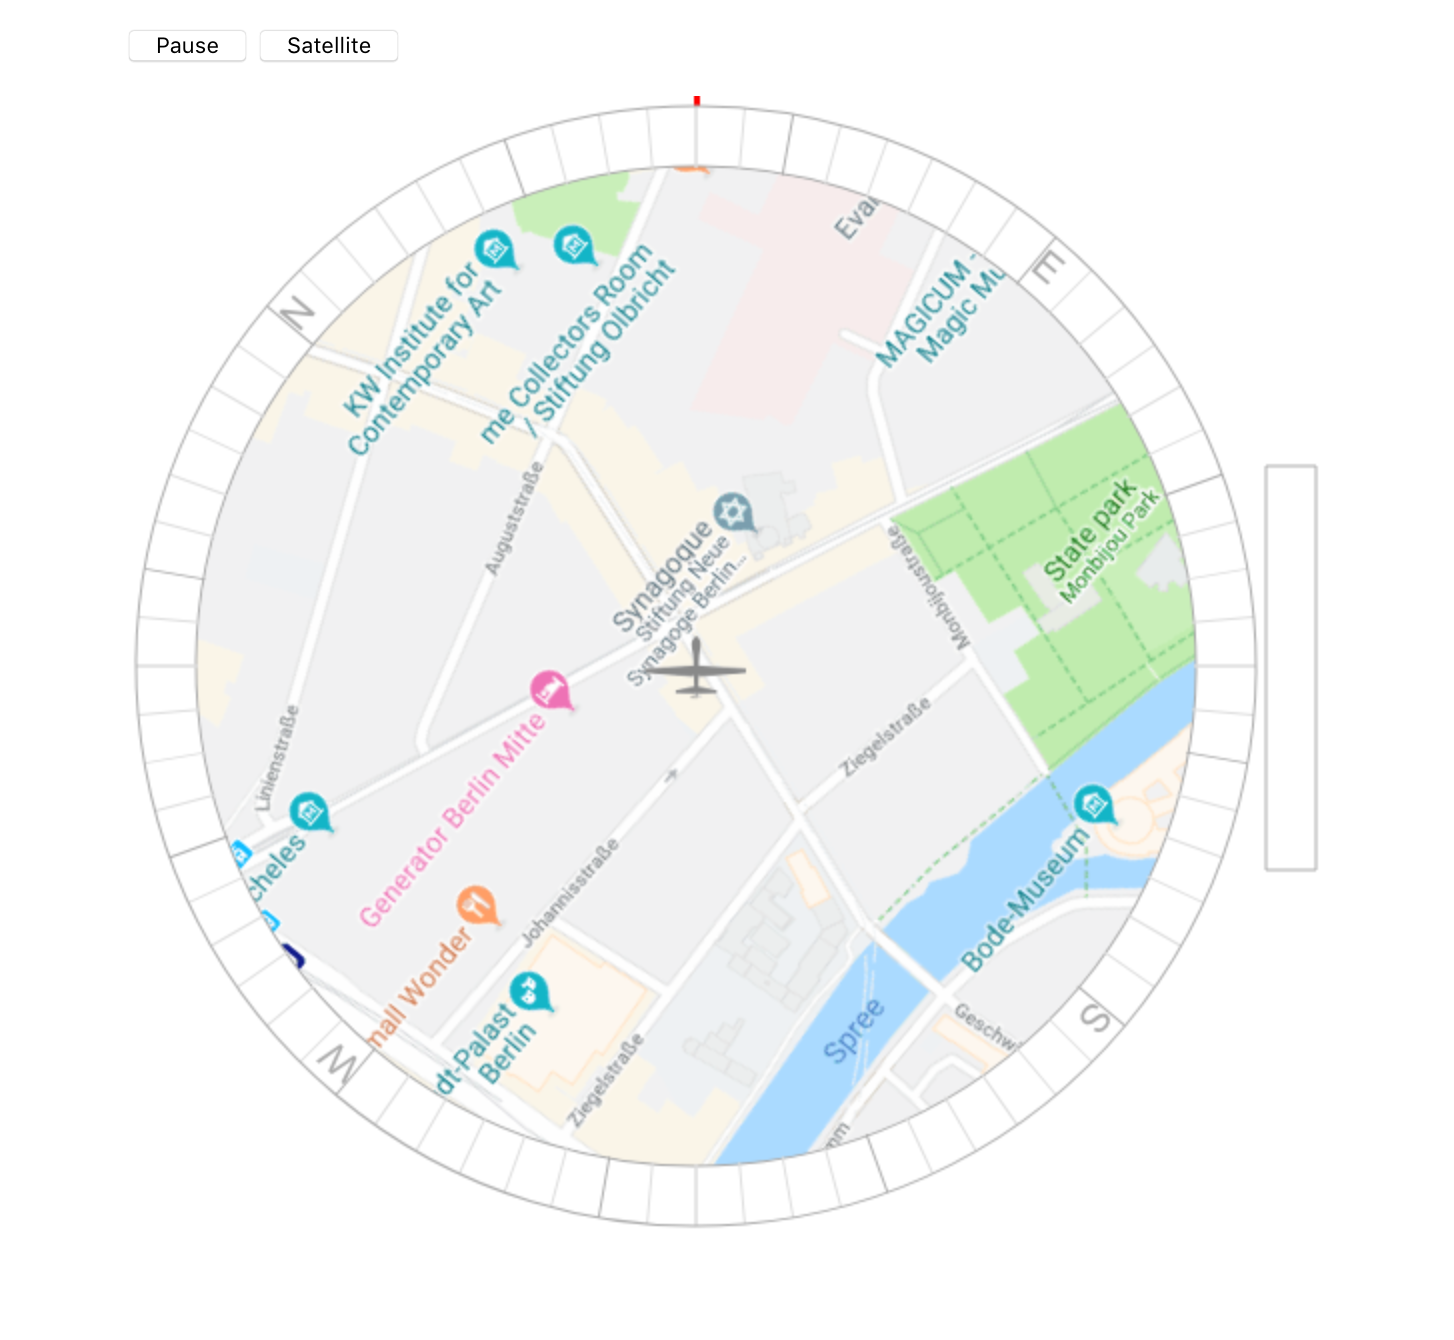 Pause
Satellite
N
E
S
W
KW Institute for
Contemporary Art
me Collectors Room
/ Stiftung Olbricht
MAGICUM -
Magic Mu
Auguststraße
Synagogue
Stiftung Neue
Synagoge Berlin...
State park
Monbijou Park
Monbijoustraße
Linienstraße
Generator Berlin Mitte
Ziegelstraße
cheles
Johannisstraße
mall Wonder
Bode-Museum
dt-Palast
Berlin
Ziegelstraße
Spree
Geschw